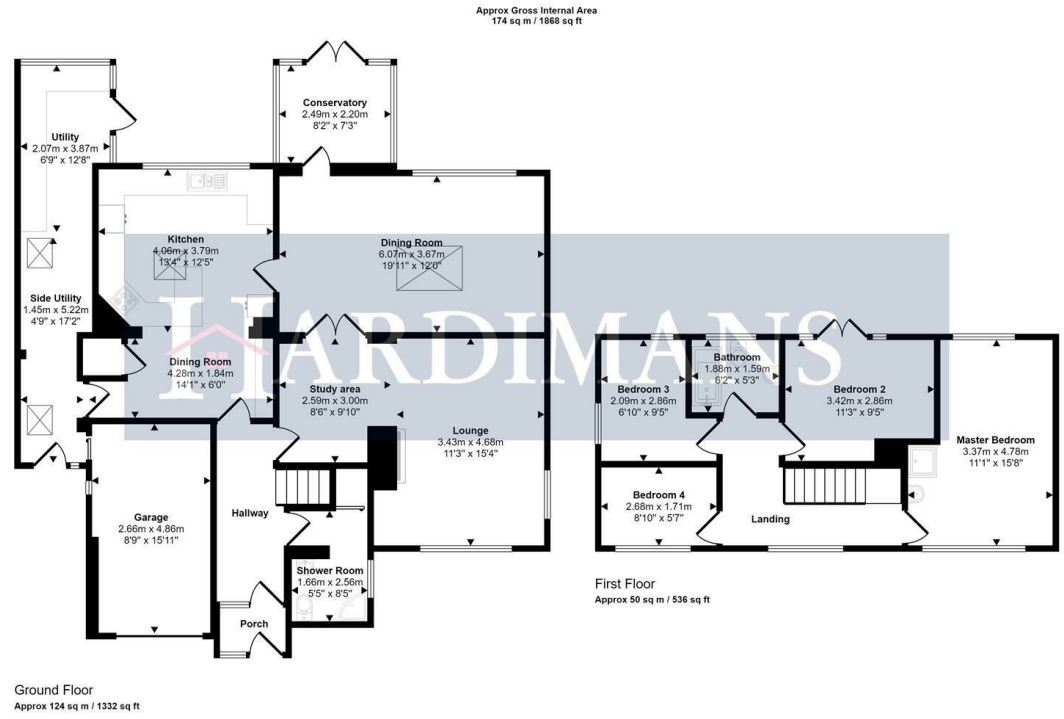 Approx Gross Internal Area
174 sq m / 1868 sq ft
Conservatory
2.49m x 2.20m
8'2" x 7'3"
Utility
2.07m x 3.87m
6'9" x 12'8"
Kitchen
4.06m x 3.79m
13'4" x 12'5"
Dining Room
6.07m x 3.67m
19'11" x 12'0"
Side Utility
1.45m x 5.22m
4'9" x 17'2"
HARDIMANS
Dining Room
4.28m x 1.84m
14'1" x 6'0"
Study area
2.59m x 3.00m
8'6" x 9'10"
Lounge
3.43m x 4.68m
11'3" x 15'4"
Garage
2.66m x 4.86m
8'9" x 15'11"
Hallway
Shower Room
1.66m x 2.56m
5'5" x 8'5"
Porch
Bathroom
1.88m x 1.59m
6'2" x 5'3"
Bedroom 3
2.09m x 2.86m
6'10" x 9'5"
Bedroom 2
3.42m x 2.86m
11'3" x 9'5"
Master Bedroom
3.37m x 4.78m
11'1" x 15'8"
Bedroom 4
2.68m x 1.71m
8'10" x 5'7"
Landing
First Floor
Approx 50 sq m / 536 sq ft
Ground Floor
Approx 124 sq m / 1332 sq ft